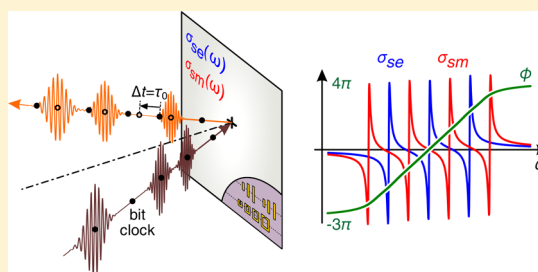 σse(ω)
σsm(ω)
Δt=τ0
bit
clock
σse
σsm
ϕ
4π
-3π